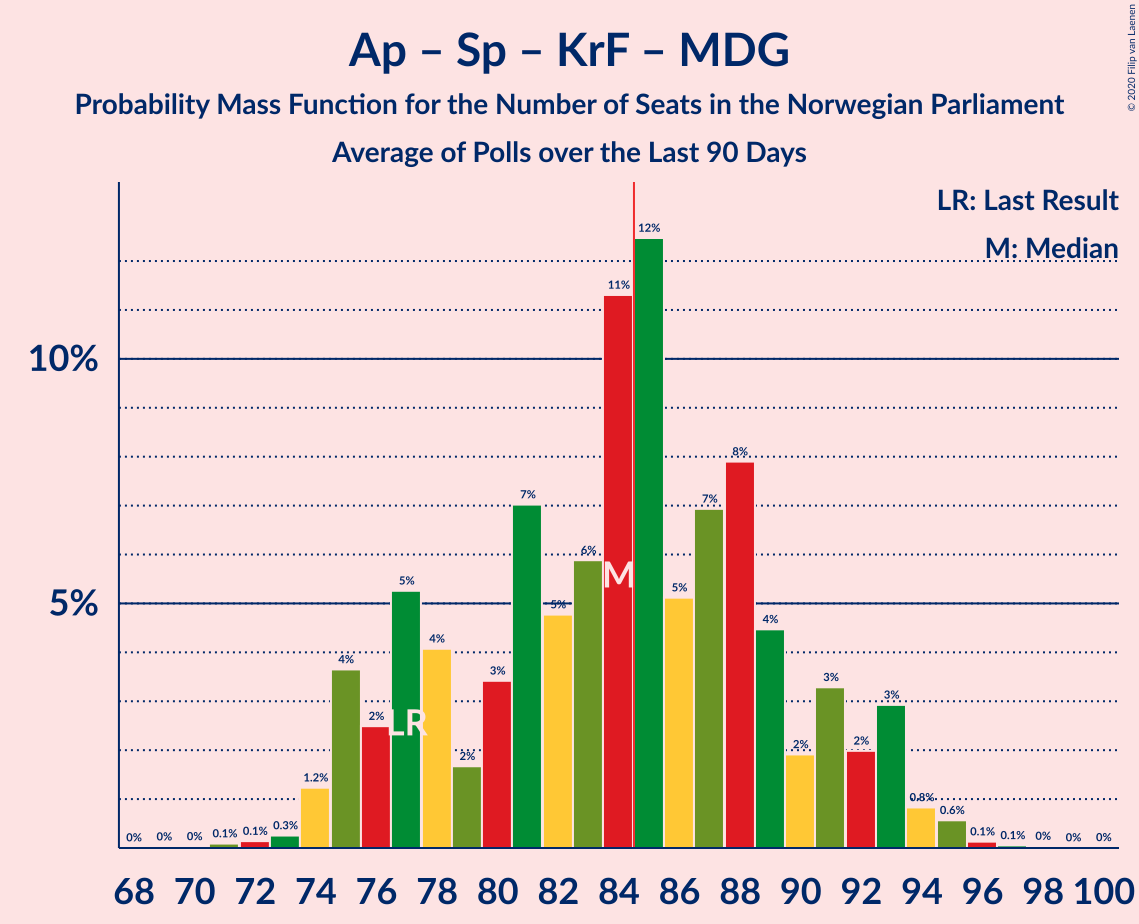 Ap – Sp – KrF – MDG
Probability Mass Function for the Number of Seats in the Norwegian Parliament
Average of Polls over the Last 90 Days
© 2020 Filip van Laenen
LR: Last Result
M: Median
10%
5%
0% 0% 0% 0.1% 0.1% 0.3% 1.2% 4% 2% 5% 4% 2% 3% 7% 5% 6% 11% 12% 5% 7% 8% 4% 2% 3% 2% 3% 0.8% 0.6% 0.1% 0.1% 0% 0% 0%
LR
M
68 70 72 74 76 78 80 82 84 86 88 90 92 94 96 98 100